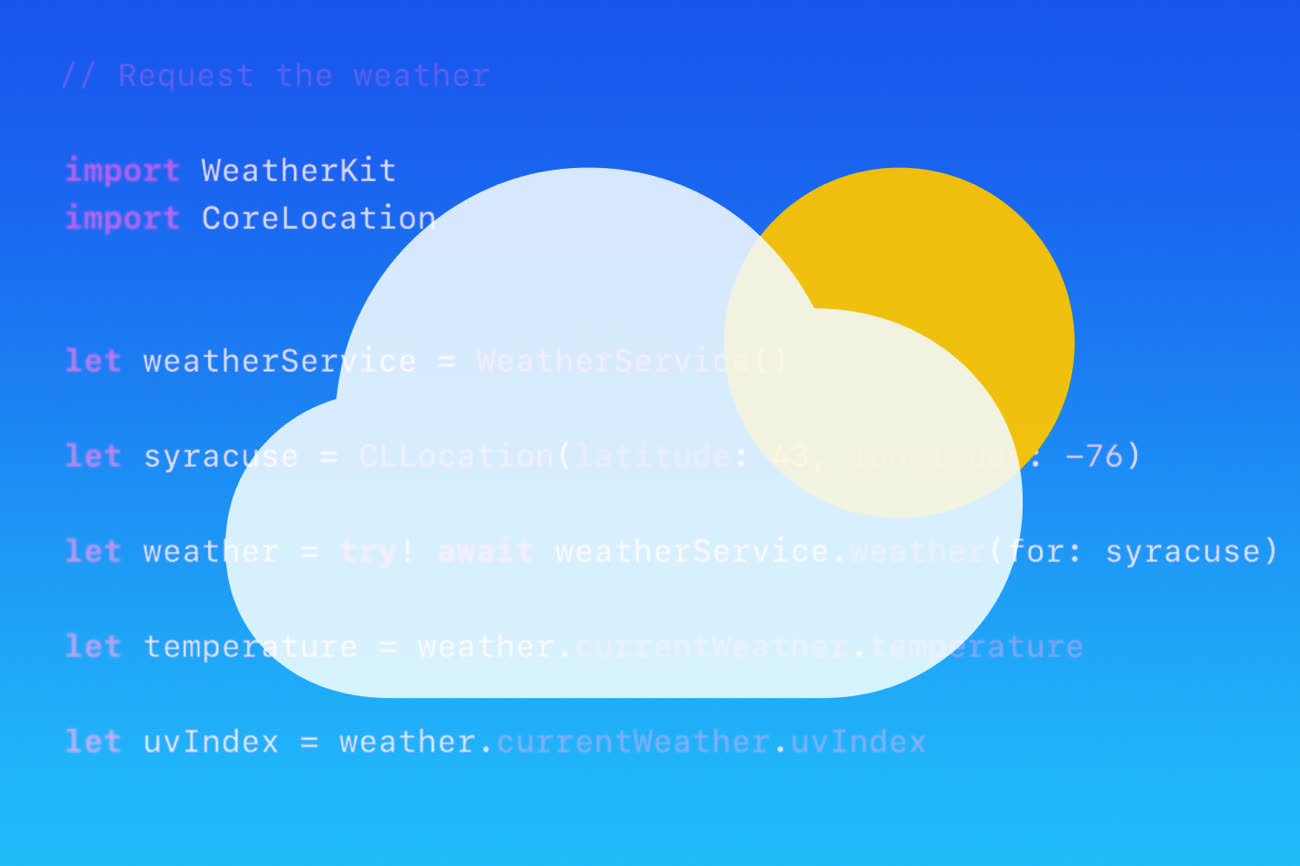 // Request the weather
import WeatherKit
import CoreLocation
let weatherService = WeatherService()
let syracuse = CLLocation(latitude: 43, longitude: -76)
let weather = try! await weatherService.weather(for: syracuse)
let temperature = weather.currentWeather.temperature
let uvIndex = weather.currentWeather.uvIndex